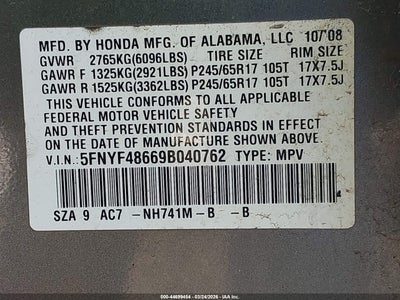 MFD. BY HONDA MFG. OF ALABAMA, LLC 10/'08
GVWR 2765KG(6096LBS) TIRE SIZE RIM SIZE
GAWR F 1325KG(2921LBS) P245/65R17 105T 17X7.5J
GAWR R 1525KG(3362LBS) P245/65R17 105T 17X7.5J
THIS VEHICLE CONFORMS TO ALL APPLICABLE
FEDERAL MOTOR VEHICLE SAFETY AND
THEFT PREVENTION STANDARDS IN EFFECT
ON THE DATE OF MANUFACTURE SHOWN ABOVE.
V.I.N: 5FNYF48669B040762 TYPE: MPV
SZA 9 AC7 -NH741M-B -B
000-44699484 - 03/24/2026 - IAA Inc.